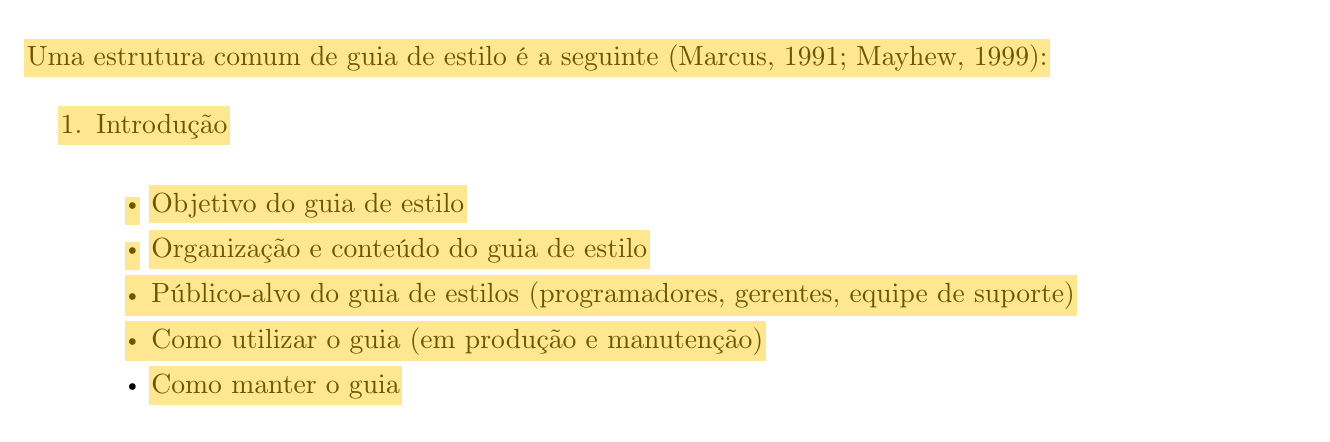 Uma estrutura comum de guia de estilo é a seguinte (Marcus, 1991; Mayhew, 1999):
1. Introdução
• Objetivo do guia de estilo
• Organização e conteúdo do guia de estilo
• Público-alvo do guia de estilos (programadores, gerentes, equipe de suporte)
• Como utilizar o guia (em produção e manutenção)
• Como manter o guia